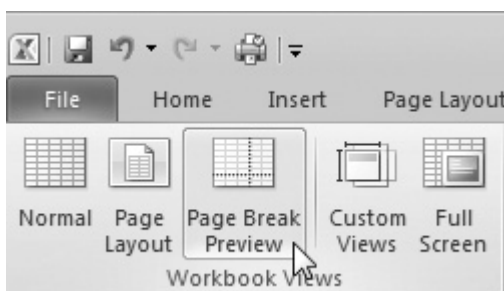 File Home Insert Page Layout
Normal Page Layout Page Break Preview Custom Views Full Screen
Workbook Views